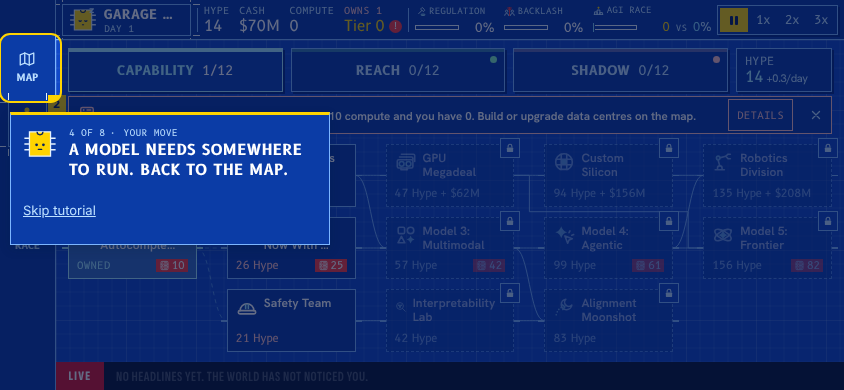 GARAGE ...
DAY 1
HYPE
14
CASH
$70M
COMPUTE
0
OWNS 1
Tier 0
REGULATION
0%
BACKLASH
0%
AGI RACE
0 VS 0%
1x 2x 3x
MAP
CAPABILITY 1/12
REACH 0/12
SHADOW 0/12
HYPE
14 +0.3/day
10 compute and you have 0. Build or upgrade data centres on the map.
DETAILS
4 OF 8 · YOUR MOVE
A MODEL NEEDS SOMEWHERE
TO RUN. BACK TO THE MAP.
Skip tutorial
GPU
Megadeal
47 Hype + $62M
Custom
Silicon
94 Hype + $156M
Robotics
Division
135 Hype + $208M
RACE
Autocomple...
OWNED
10
Now With ...
26 Hype
25
Model 3:
Multimodal
57 Hype
42
Model 4:
Agentic
99 Hype
61
Model 5:
Frontier
156 Hype
82
Safety Team
21 Hype
Interpretability
Lab
42 Hype
Alignment
Moonshot
83 Hype
LIVE
NO HEADLINES YET. THE WORLD HAS NOT NOTICED YOU.